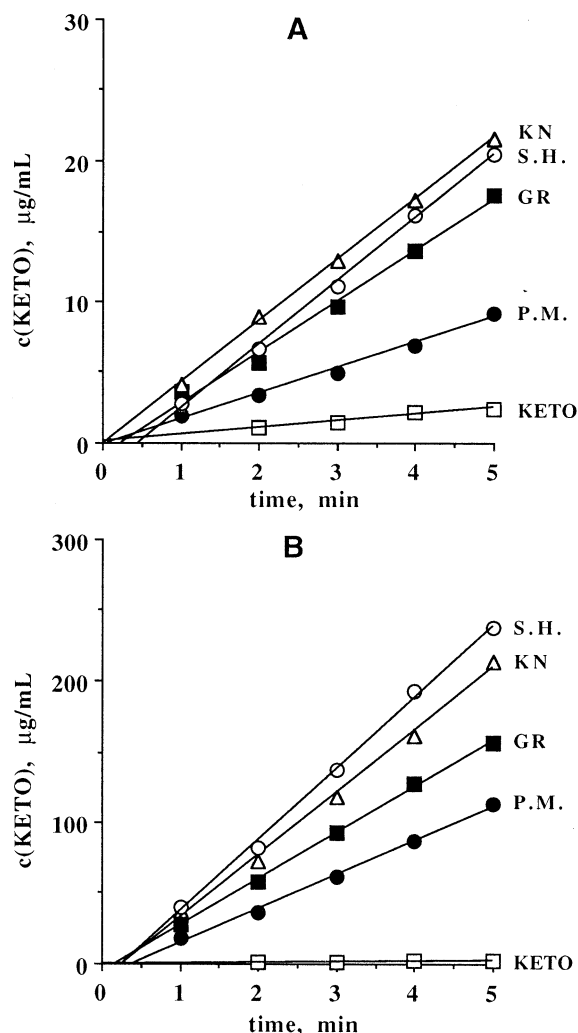 A
30
20
10
0
c(KETO), µg/mL
KN
S.H.
GR
P.M.
KETO
0 1 2 3 4 5
time, min
B
300
200
100
0
c(KETO), µg/mL
S.H.
KN
GR
P.M.
KETO
0 1 2 3 4 5
time, min